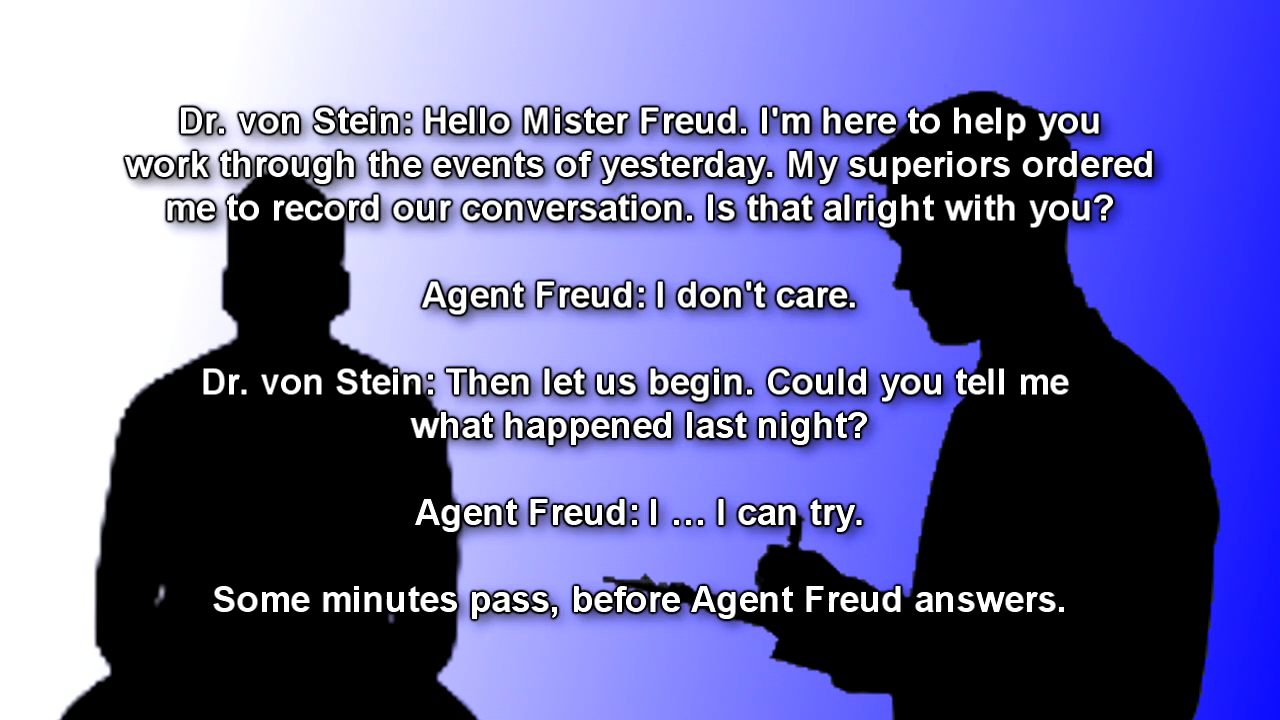 Dr. von Stein: Hello Mister Freud. I'm here to help you
work through the events of yesterday. My superiors ordered
me to record our conversation. Is that alright with you?
Agent Freud: I don't care.
Dr. von Stein: Then let us begin. Could you tell me
what happened last night?
Agent Freud: I ... I can try.
Some minutes pass, before Agent Freud answers.